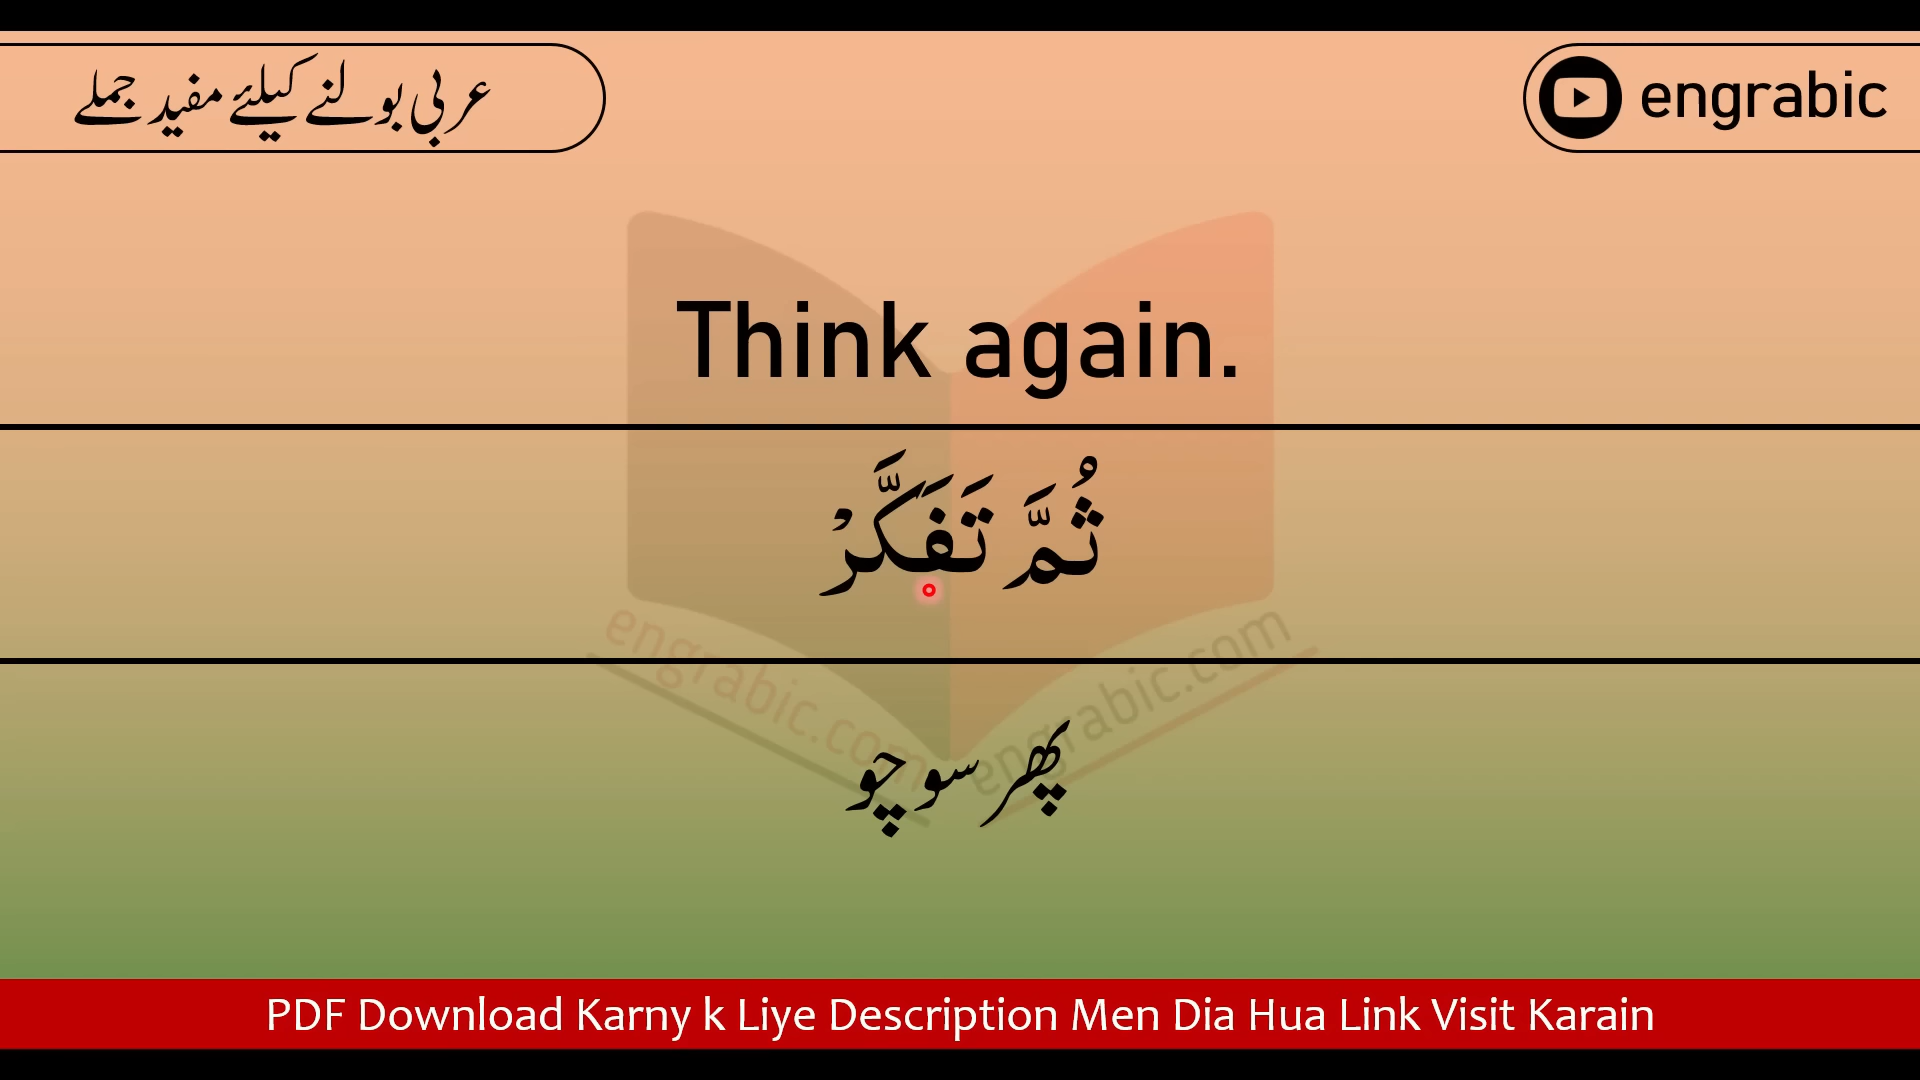 عربی بولنے کیلئے مفید جملے
engrabic
Think again.
ثُمَّ تَفَكَّرْ
پھر سوچو
engrabic.com
engrabic.com
PDF Download Karny k Liye Description Men Dia Hua Link Visit Karain